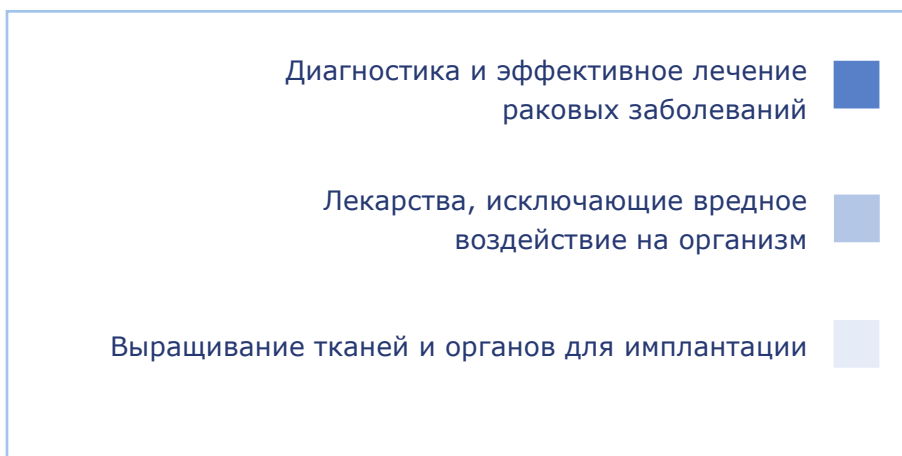 Диагностика и эффективное лечение
раковых заболеваний
Лекарства, исключающие вредное
воздействие на организм
Выращивание тканей и органов для имплантации